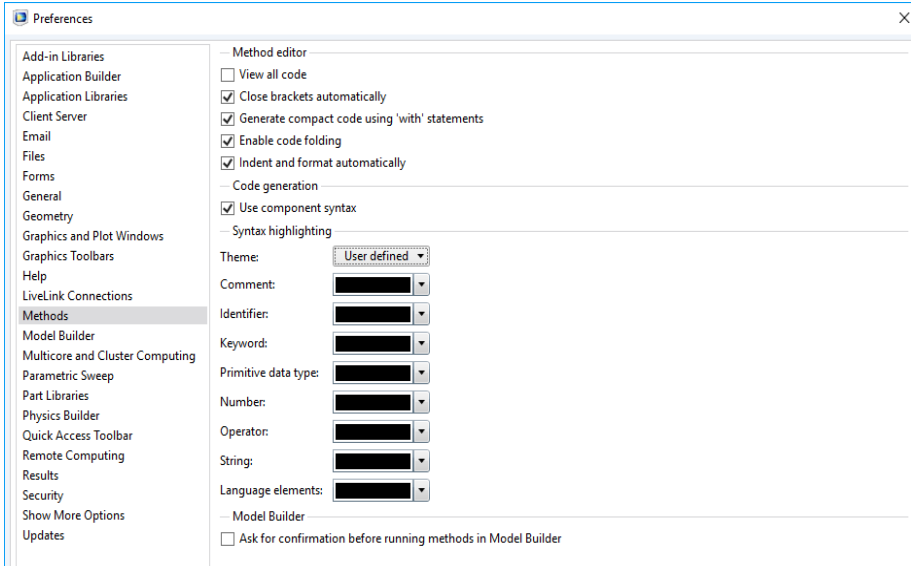 Preferences
Add-in Libraries
Application Builder
Application Libraries
Client Server
Email
Files
Forms
General
Geometry
Graphics and Plot Windows
Graphics Toolbars
Help
LiveLink Connections
Methods
Model Builder
Multicore and Cluster Computing
Parametric Sweep
Part Libraries
Physics Builder
Quick Access Toolbar
Remote Computing
Results
Security
Show More Options
Updates
Method editor
View all code
Close brackets automatically
Generate compact code using 'with' statements
Enable code folding
Indent and format automatically
Code generation
Use component syntax
Syntax highlighting
Theme: User defined
Comment:
Identifier:
Keyword:
Primitive data type:
Number:
Operator:
String:
Language elements:
Model Builder
Ask for confirmation before running methods in Model Builder